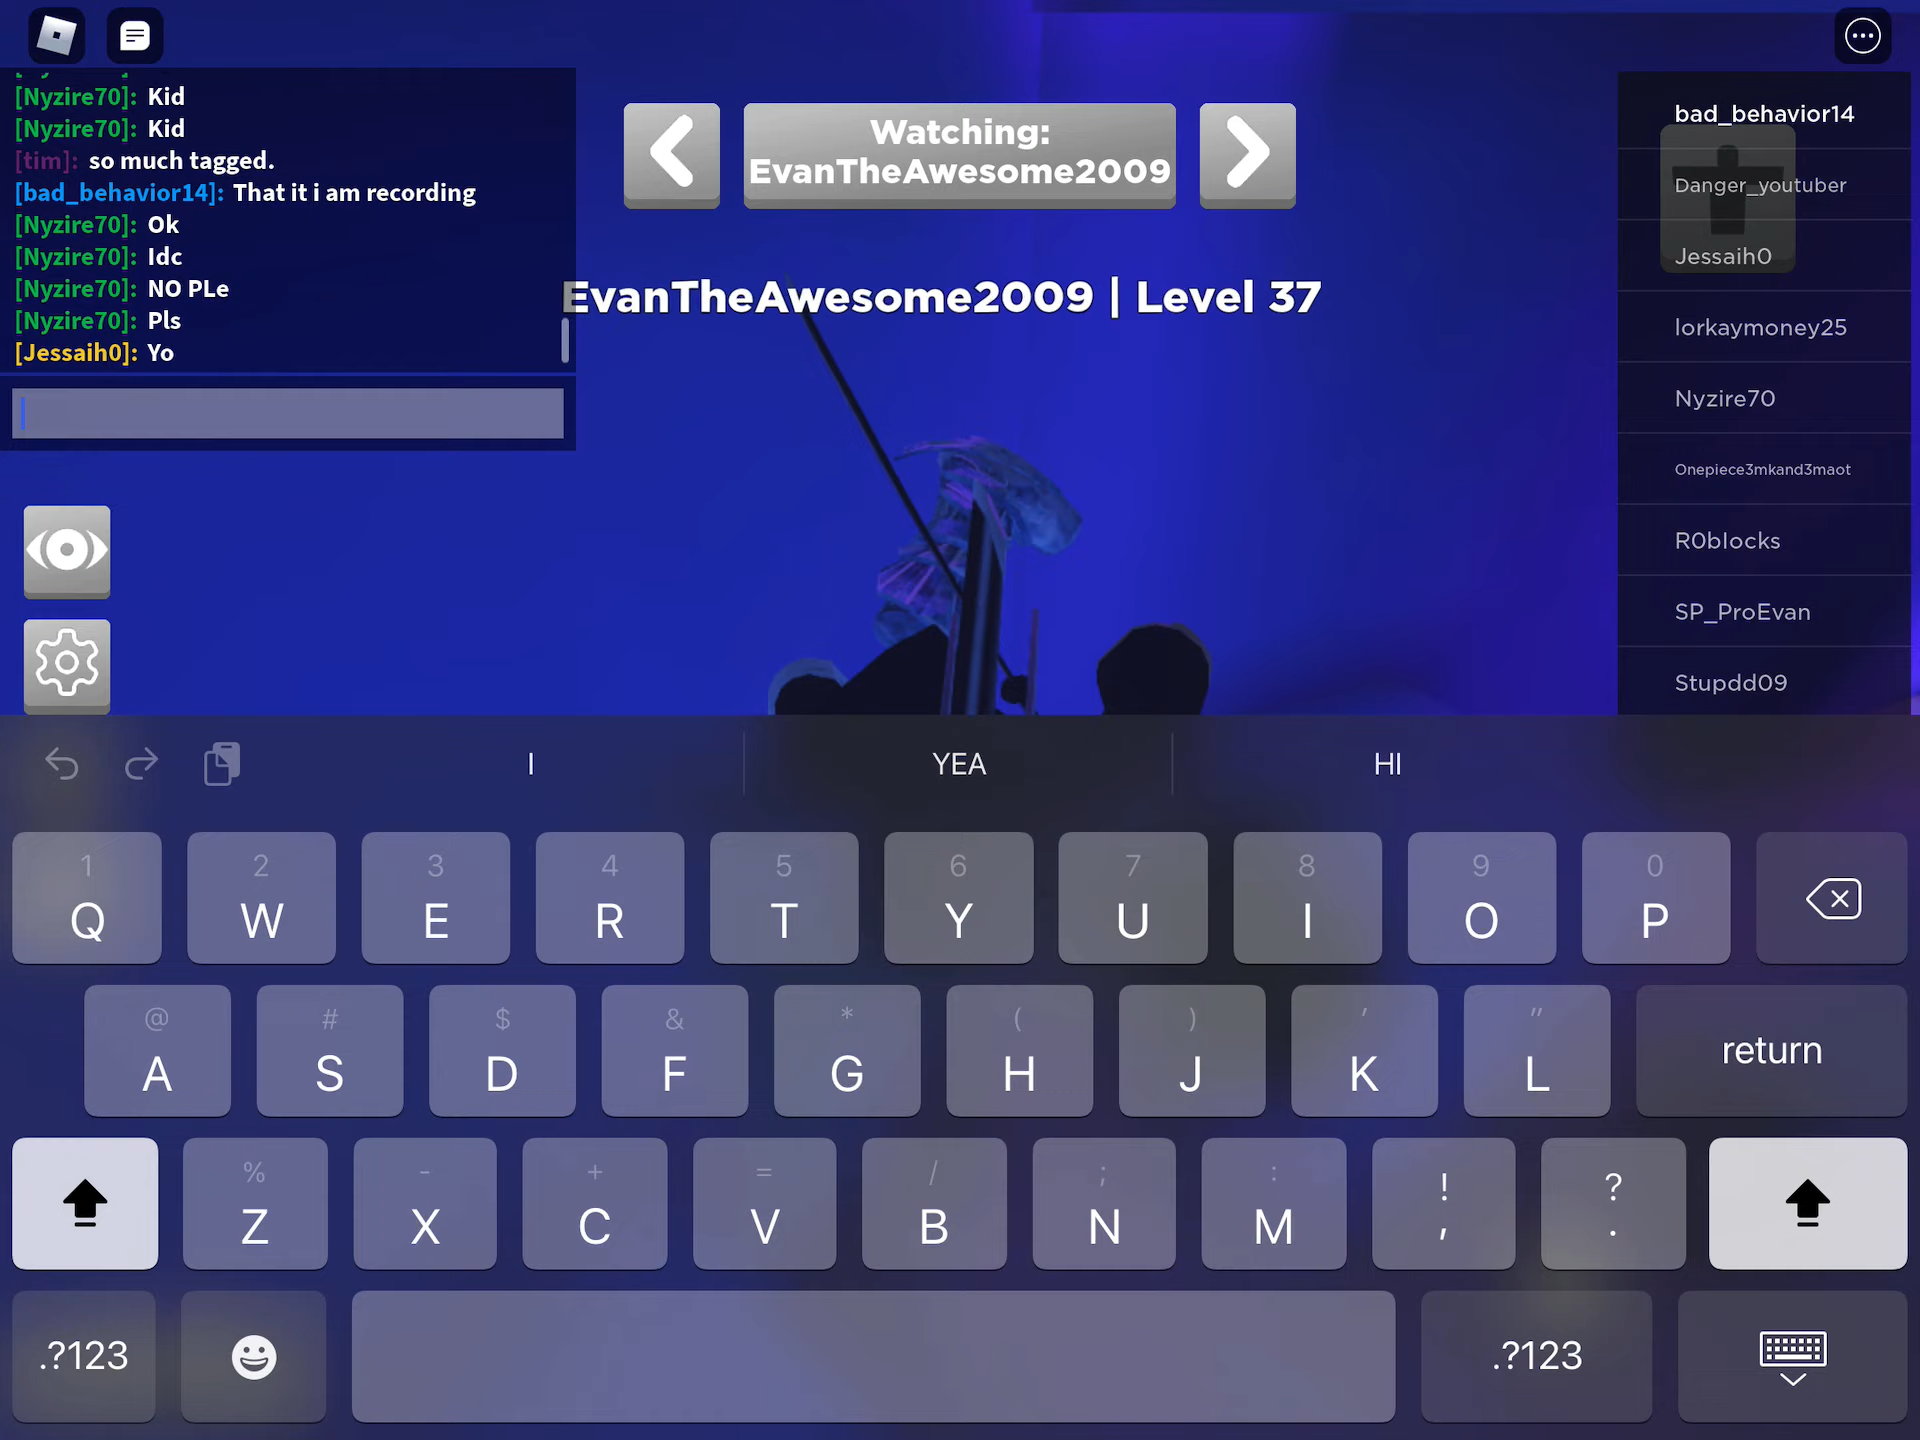 [Nyzire70]: Kid
[Nyzire70]: Kid
[tim]: so much tagged.
[bad_behavior14]: That it i am recording
[Nyzire70]: Ok
[Nyzire70]: Idc
[Nyzire70]: NO PLe
[Nyzire70]: Pls
[Jessaih0]: Yo
Watching:
EvanTheAwesome2009
EvanTheAwesome2009 | Level 37
bad_behavior14
Danger_youtuber
Jessaih0
lorkaymoney25
Nyzire70
Onepiece3mkand3maot
R0blocks
SP_ProEvan
Stupdd09
I YEA HI
1 2 3 4 5 6 7 8 9 0
Q W E R T Y U I O P
@ # $ & * ( ) ' "
A S D F G H J K L return
% - + = / ; : ! ?
Z X C V B N M , .
.?123 .?123